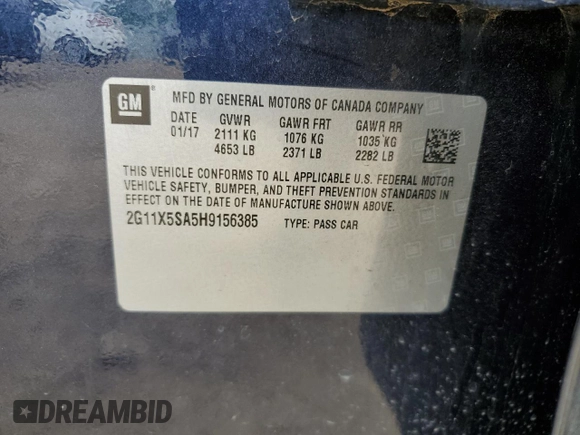 GM
MFD BY GENERAL MOTORS OF CANADA COMPANY
DATE GVWR GAWR FRT GAWR RR
01/17 2111 KG 1076 KG 1035 KG
4653 LB 2371 LB 2282 LB
THIS VEHICLE CONFORMS TO ALL APPLICABLE U.S. FEDERAL MOTOR
VEHICLE SAFETY, BUMPER, AND THEFT PREVENTION STANDARDS IN
EFFECT ON THE DATE OF MANUFACTURE SHOWN ABOVE.
2G11X5SA5H9156385 TYPE: PASS CAR
DREAMBID